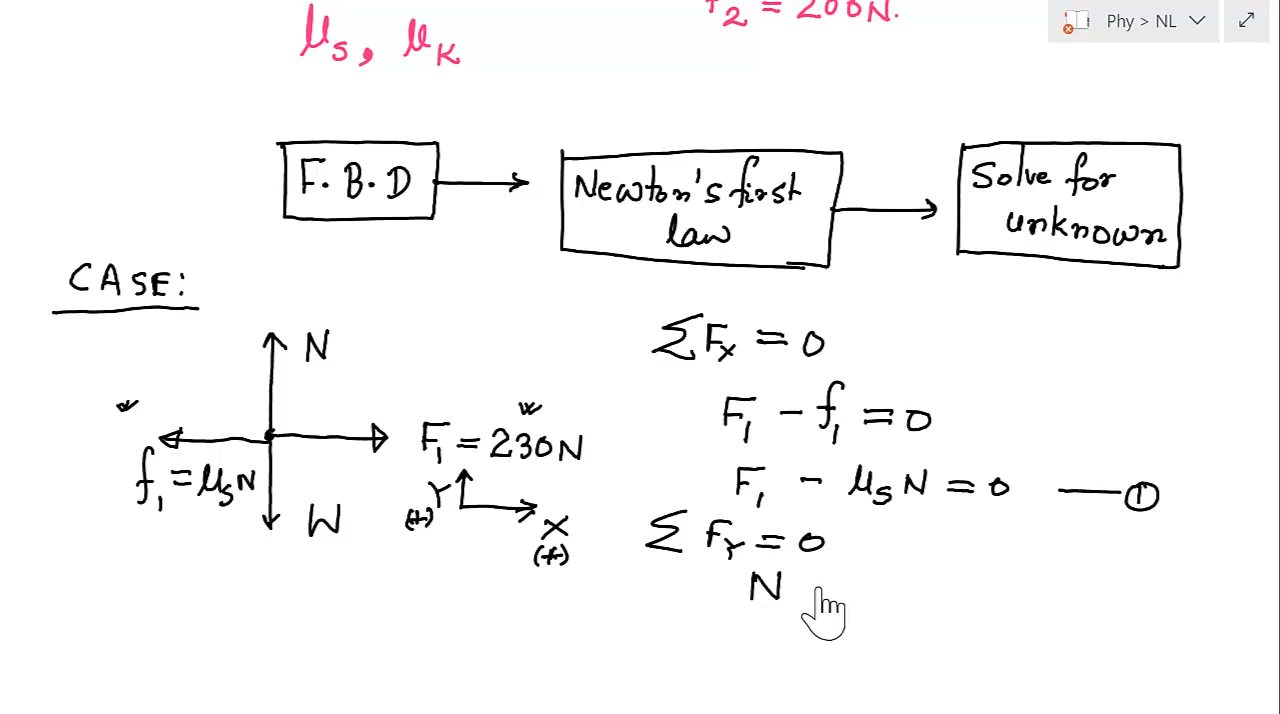 F₂ = 200N.
Phy > NL
μₛ, μₖ
F.B.D
Newton's first
law
Solve for
unknown
CASE:
N
f₁ = μₛN
F₁ = 230N
W
Y
(+)
X
(+)
ΣFₓ = 0
F₁ - f₁ = 0
F₁ - μₛN = 0 —— ①
ΣFᵧ = 0
N